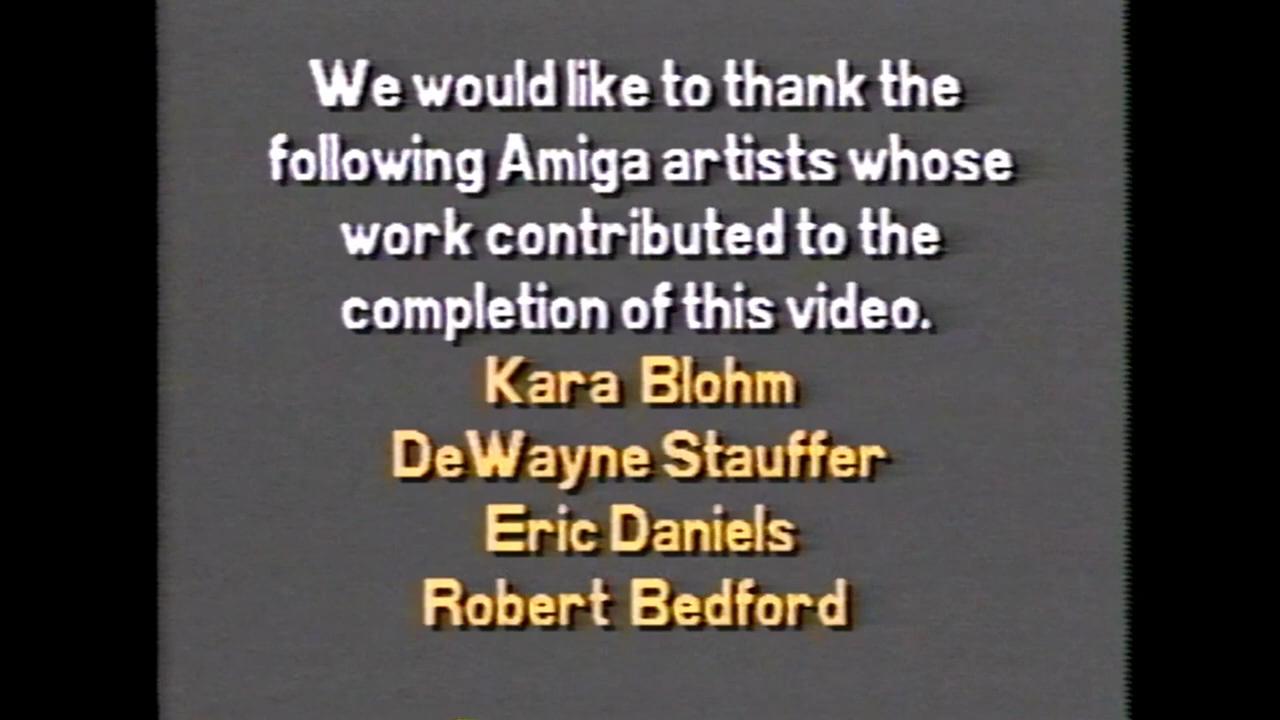 We would like to thank the
following Amiga artists whose
work contributed to the
completion of this video.
Kara Blohm
DeWayne Stauffer
Eric Daniels
Robert Bedford